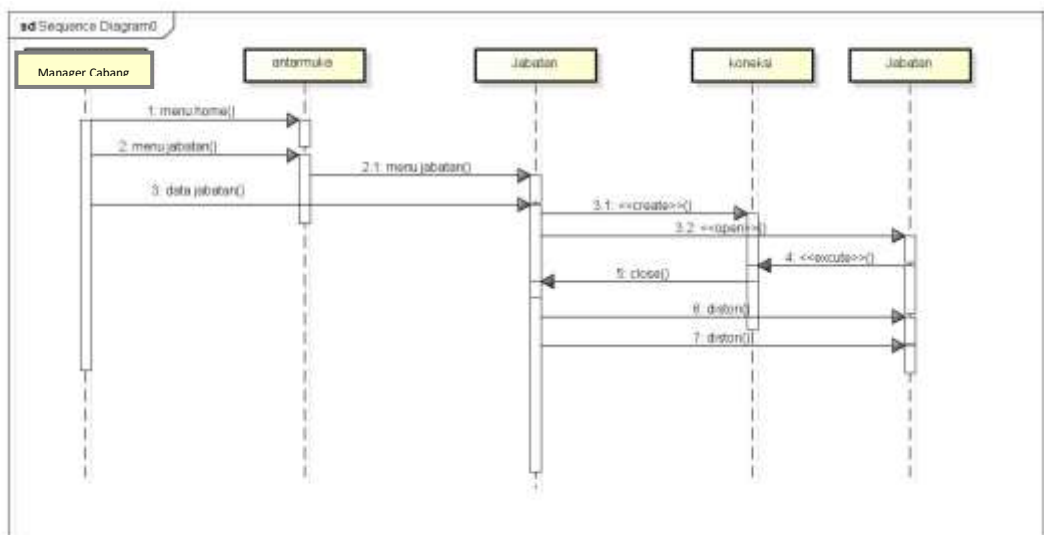 sd Sequence Diagram0
Manager Cabang
antarmuka
Jabatan
koneksi
Jabatan
1: menu.home()
2: menu.jabatan()
2.1: menu.jabatan()
3: data.jabatan()
3.1: <<create>>()
3.2: <<open>>()
4: <<excute>>()
5: close()
6: diston()
7: diston()